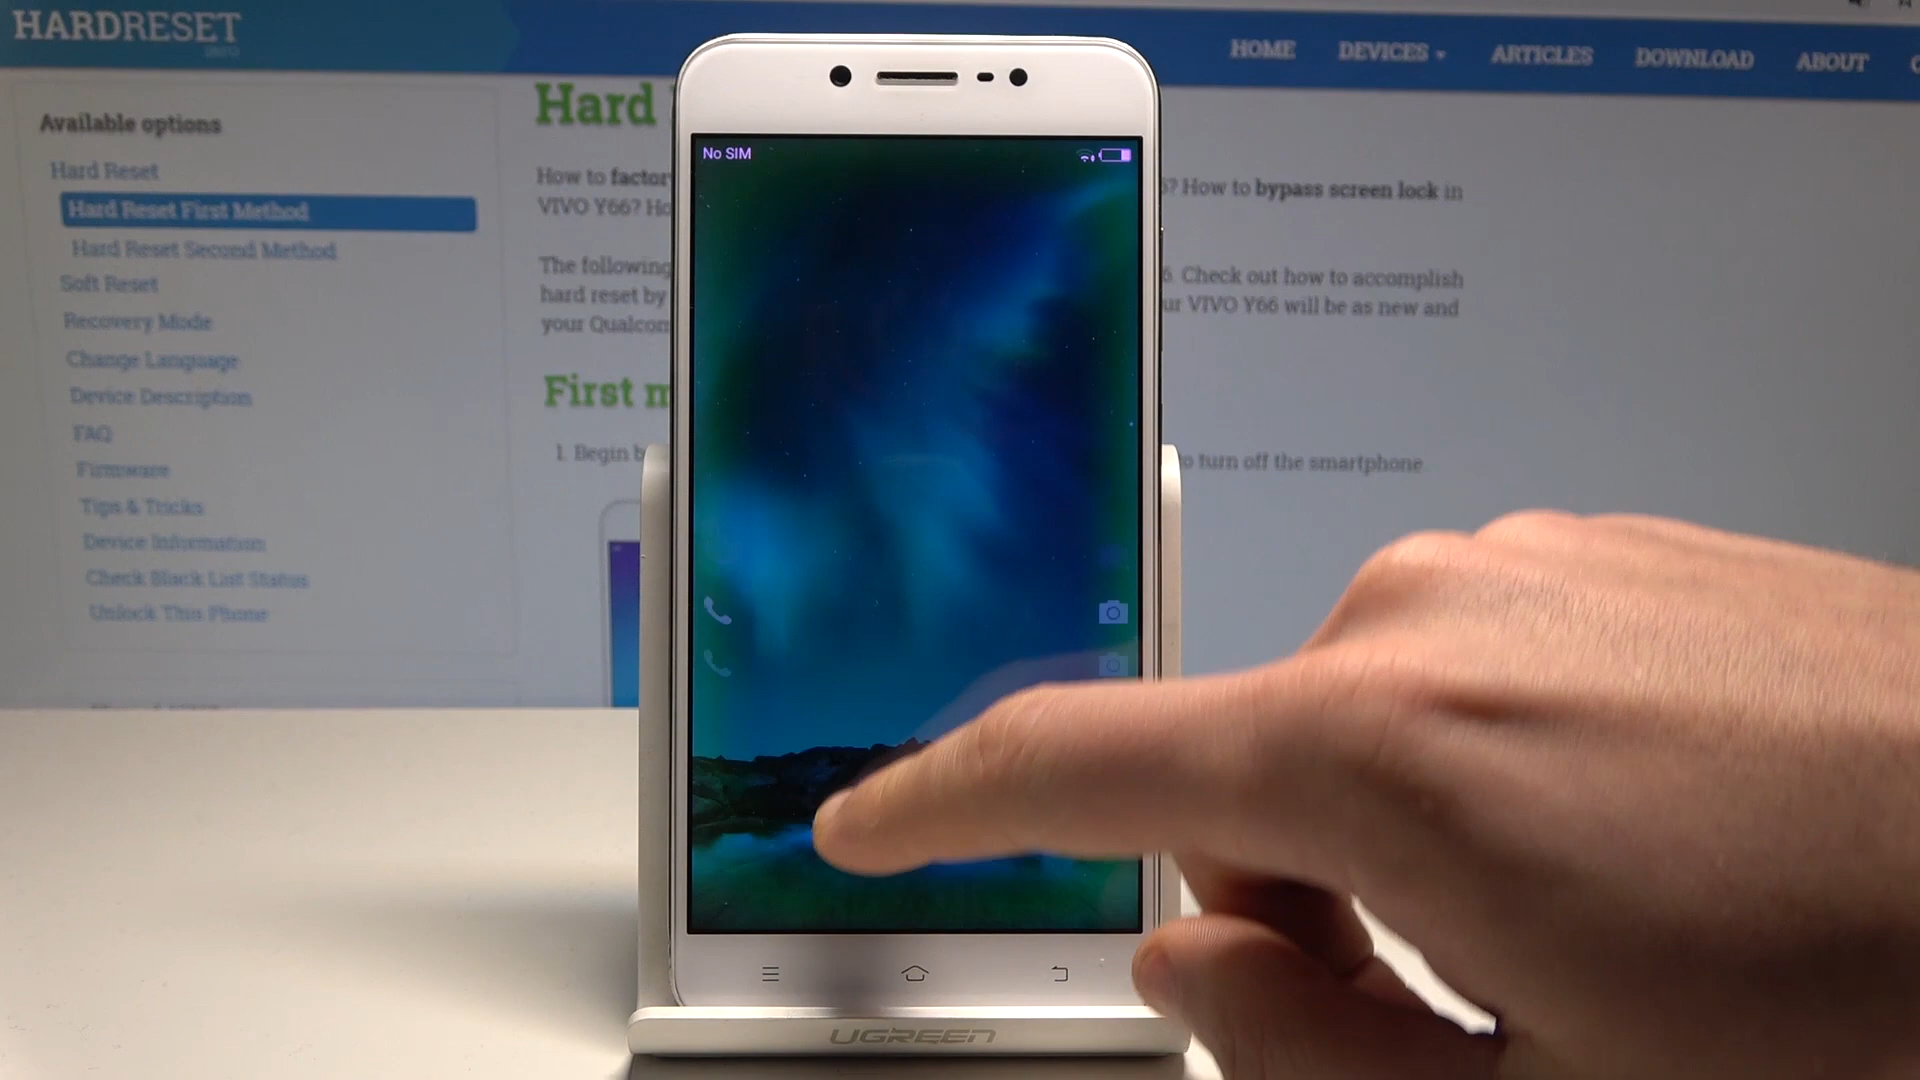 HARDRESET
INFO
HOME DEVICES ARTICLES DOWNLOAD ABOUT
Available options
Hard Reset
Hard Reset First Method
Hard Reset Second Method
Soft Reset
Recovery Mode
Change Language
Device Description
FAQ
Firmware
Tips & Tricks
Device Information
Check Black List Status
Unlock This Phone
Hard
How to factor
VIVO Y66? Ho
? How to bypass screen lock in
The following
hard reset by
your Qualcom
6. Check out how to accomplish
ur VIVO Y66 will be as new and
First m
1. Begin b
o turn off the smartphone
No SIM
UGREEN